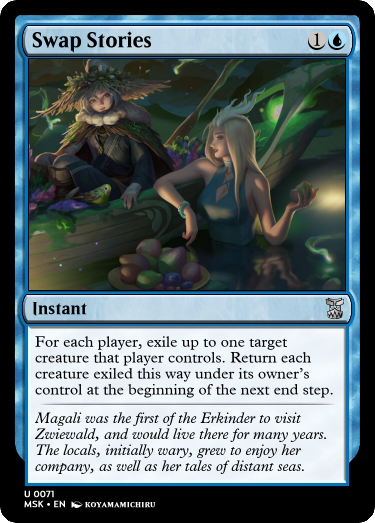 Swap Stories 1
Instant
For each player, exile up to one target
creature that player controls. Return each
creature exiled this way under its owner's
control at the beginning of the next end step.
Magali was the first of the Erkinder to visit
Zwiewald, and would live there for many years.
The locals, initially wary, grew to enjoy her
company, as well as her tales of distant seas.
U 0071
MSK • EN KOYAMAMICHIRU